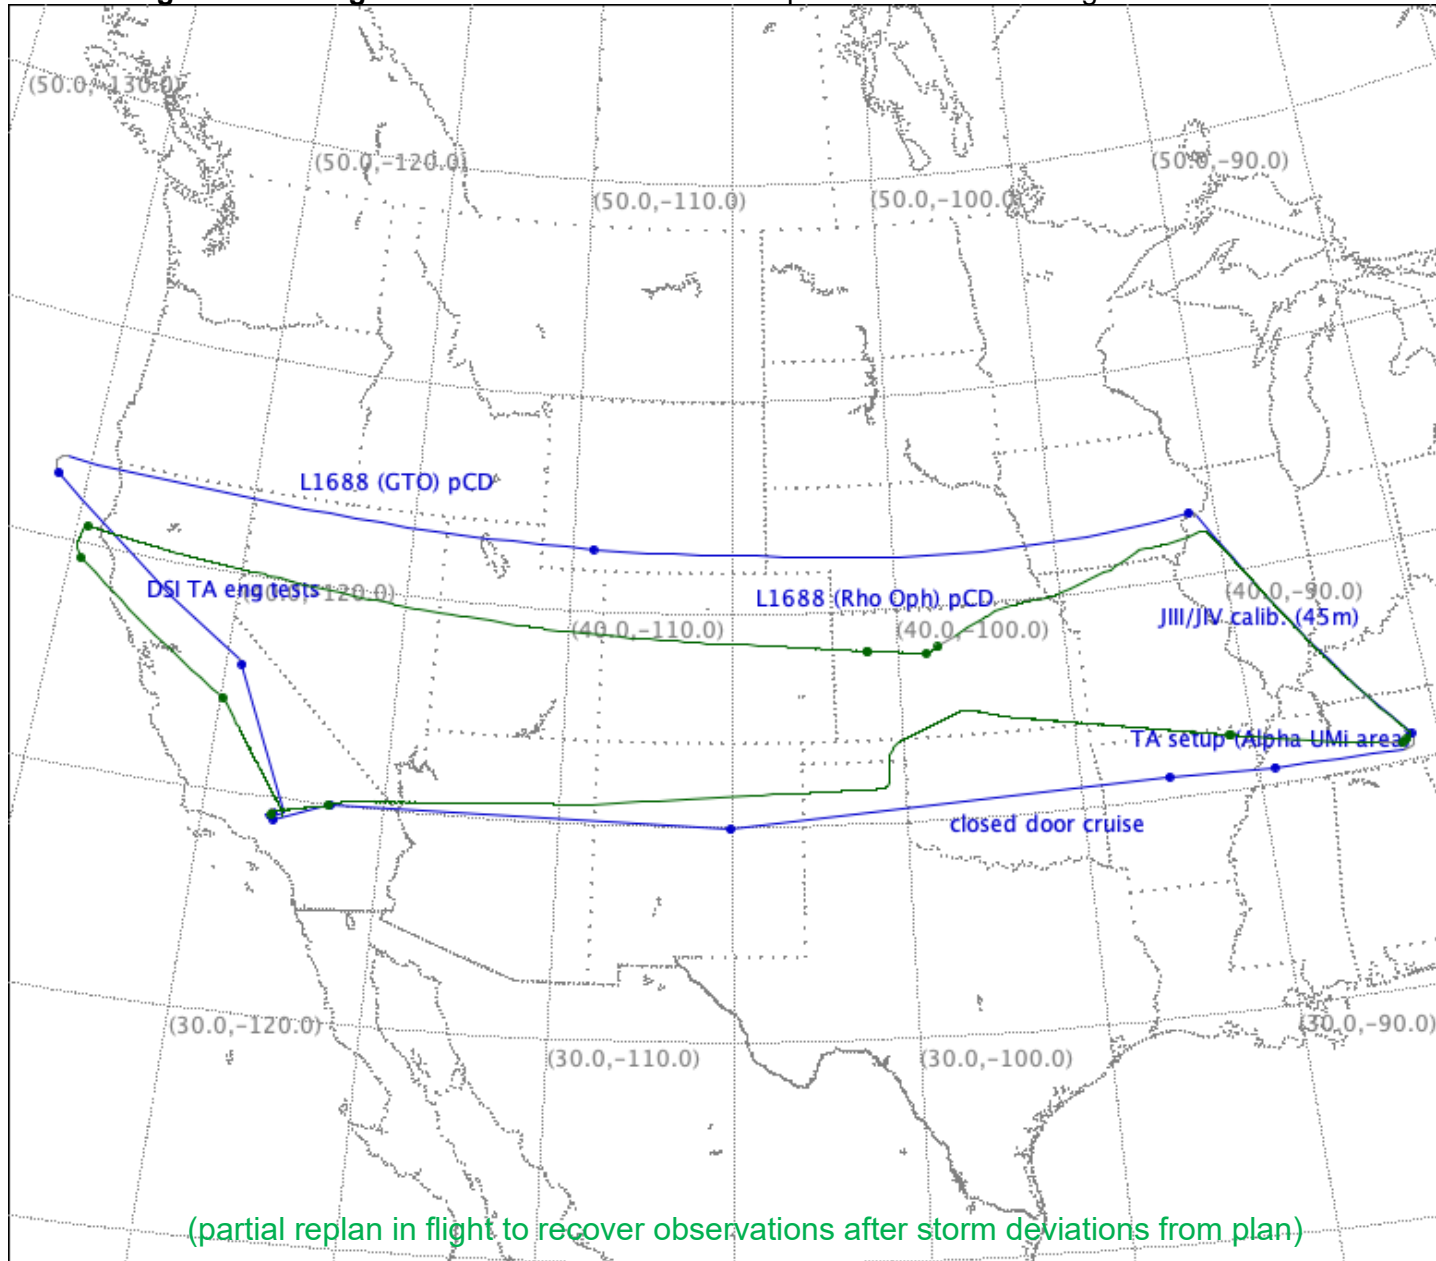 (50.0,-130.0)
(50.0,-120.0)
(50.0,-90.0)
(50.0,-110.0)
(50.0,-100.0)
L1688 (GTO) pCD
DSI TA eng tests
L1688 (Rho Oph) pCD
(40.0,-90.0)
JIII/JIV calib. (45m)
(40.0,-110.0)
(40.0,-100.0)
TA setup (Alpha UMi area)
closed door cruise
(30.0,-120.0)
(30.0,-90.0)
(30.0,-110.0)
(30.0,-100.0)
(partial replan in flight to recover observations after storm deviations from plan)